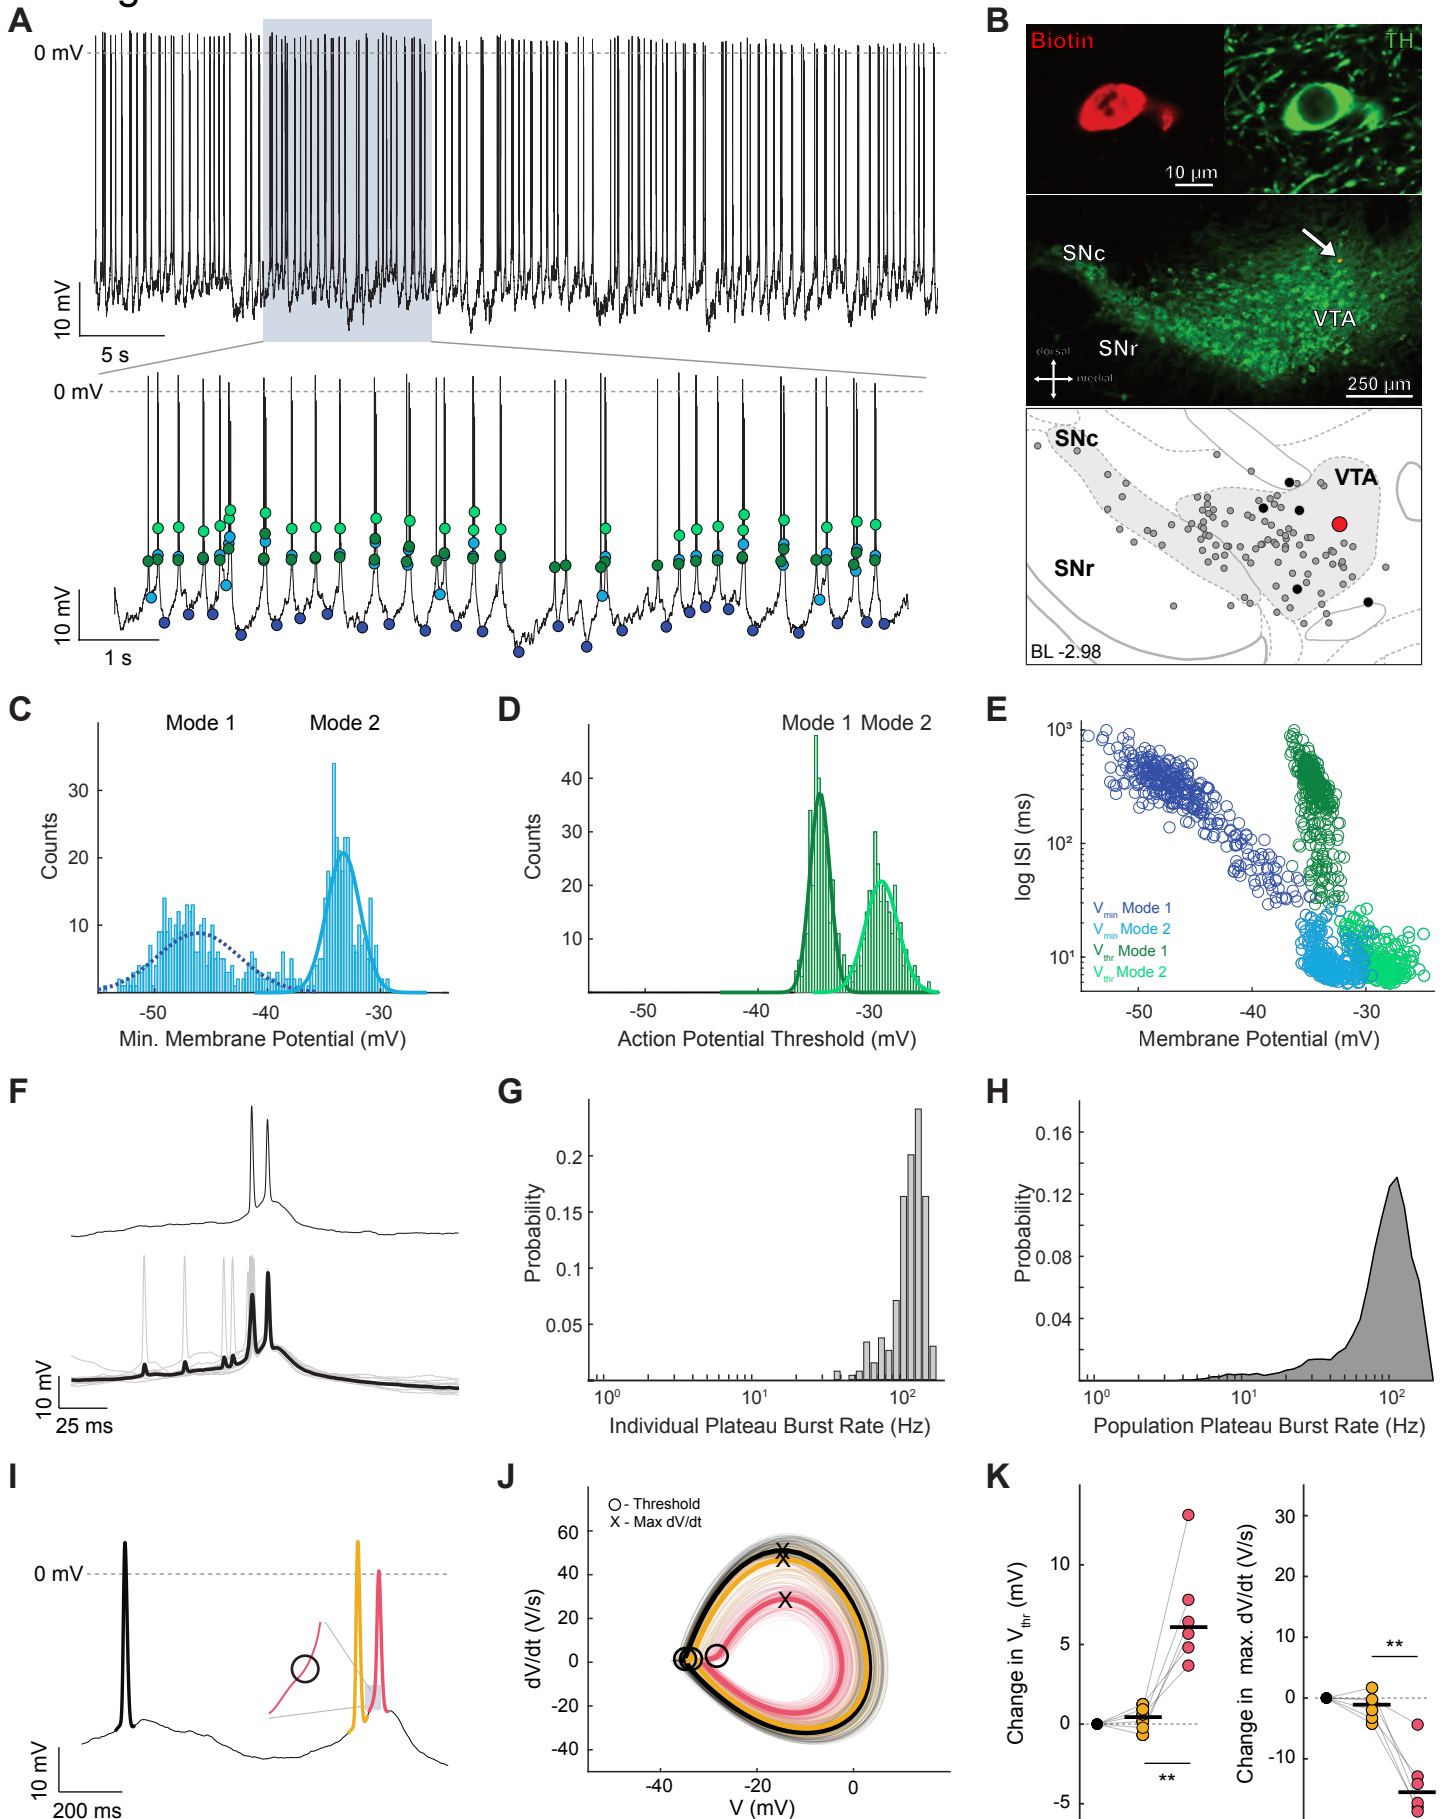 A
0 mV
10 mV
5 s
0 mV
10 mV
1 s
B
Biotin
TH
10 µm
SNc
VTA
SNr
dorsal
medial
250 µm
SNc
VTA
SNr
BL -2.98
C
Mode 1
Mode 2
Counts
30
20
10
-50
-40
-30
Min. Membrane Potential (mV)
D
Mode 1
Mode 2
Counts
40
30
20
10
-50
-40
-30
Action Potential Threshold (mV)
E
log ISI (ms)
10³
10²
10¹
Vmin Mode 1
Vmin Mode 2
Vthr Mode 1
Vthr Mode 2
-50
-40
-30
Membrane Potential (mV)
F
10 mV
25 ms
G
Probability
0.2
0.15
0.1
0.05
10⁰
10¹
10²
Individual Plateau Burst Rate (Hz)
H
Probability
0.16
0.12
0.08
0.04
10⁰
10¹
10²
Population Plateau Burst Rate (Hz)
I
0 mV
10 mV
200 ms
J
O - Threshold
X - Max dV/dt
dV/dt (V/s)
60
40
20
0
-20
-40
X
X
X
-40
-20
0
V (mV)
K
Change in Vthr (mV)
10
5
0
-5
**
Change in max. dV/dt (V/s)
30
20
10
0
-10
**